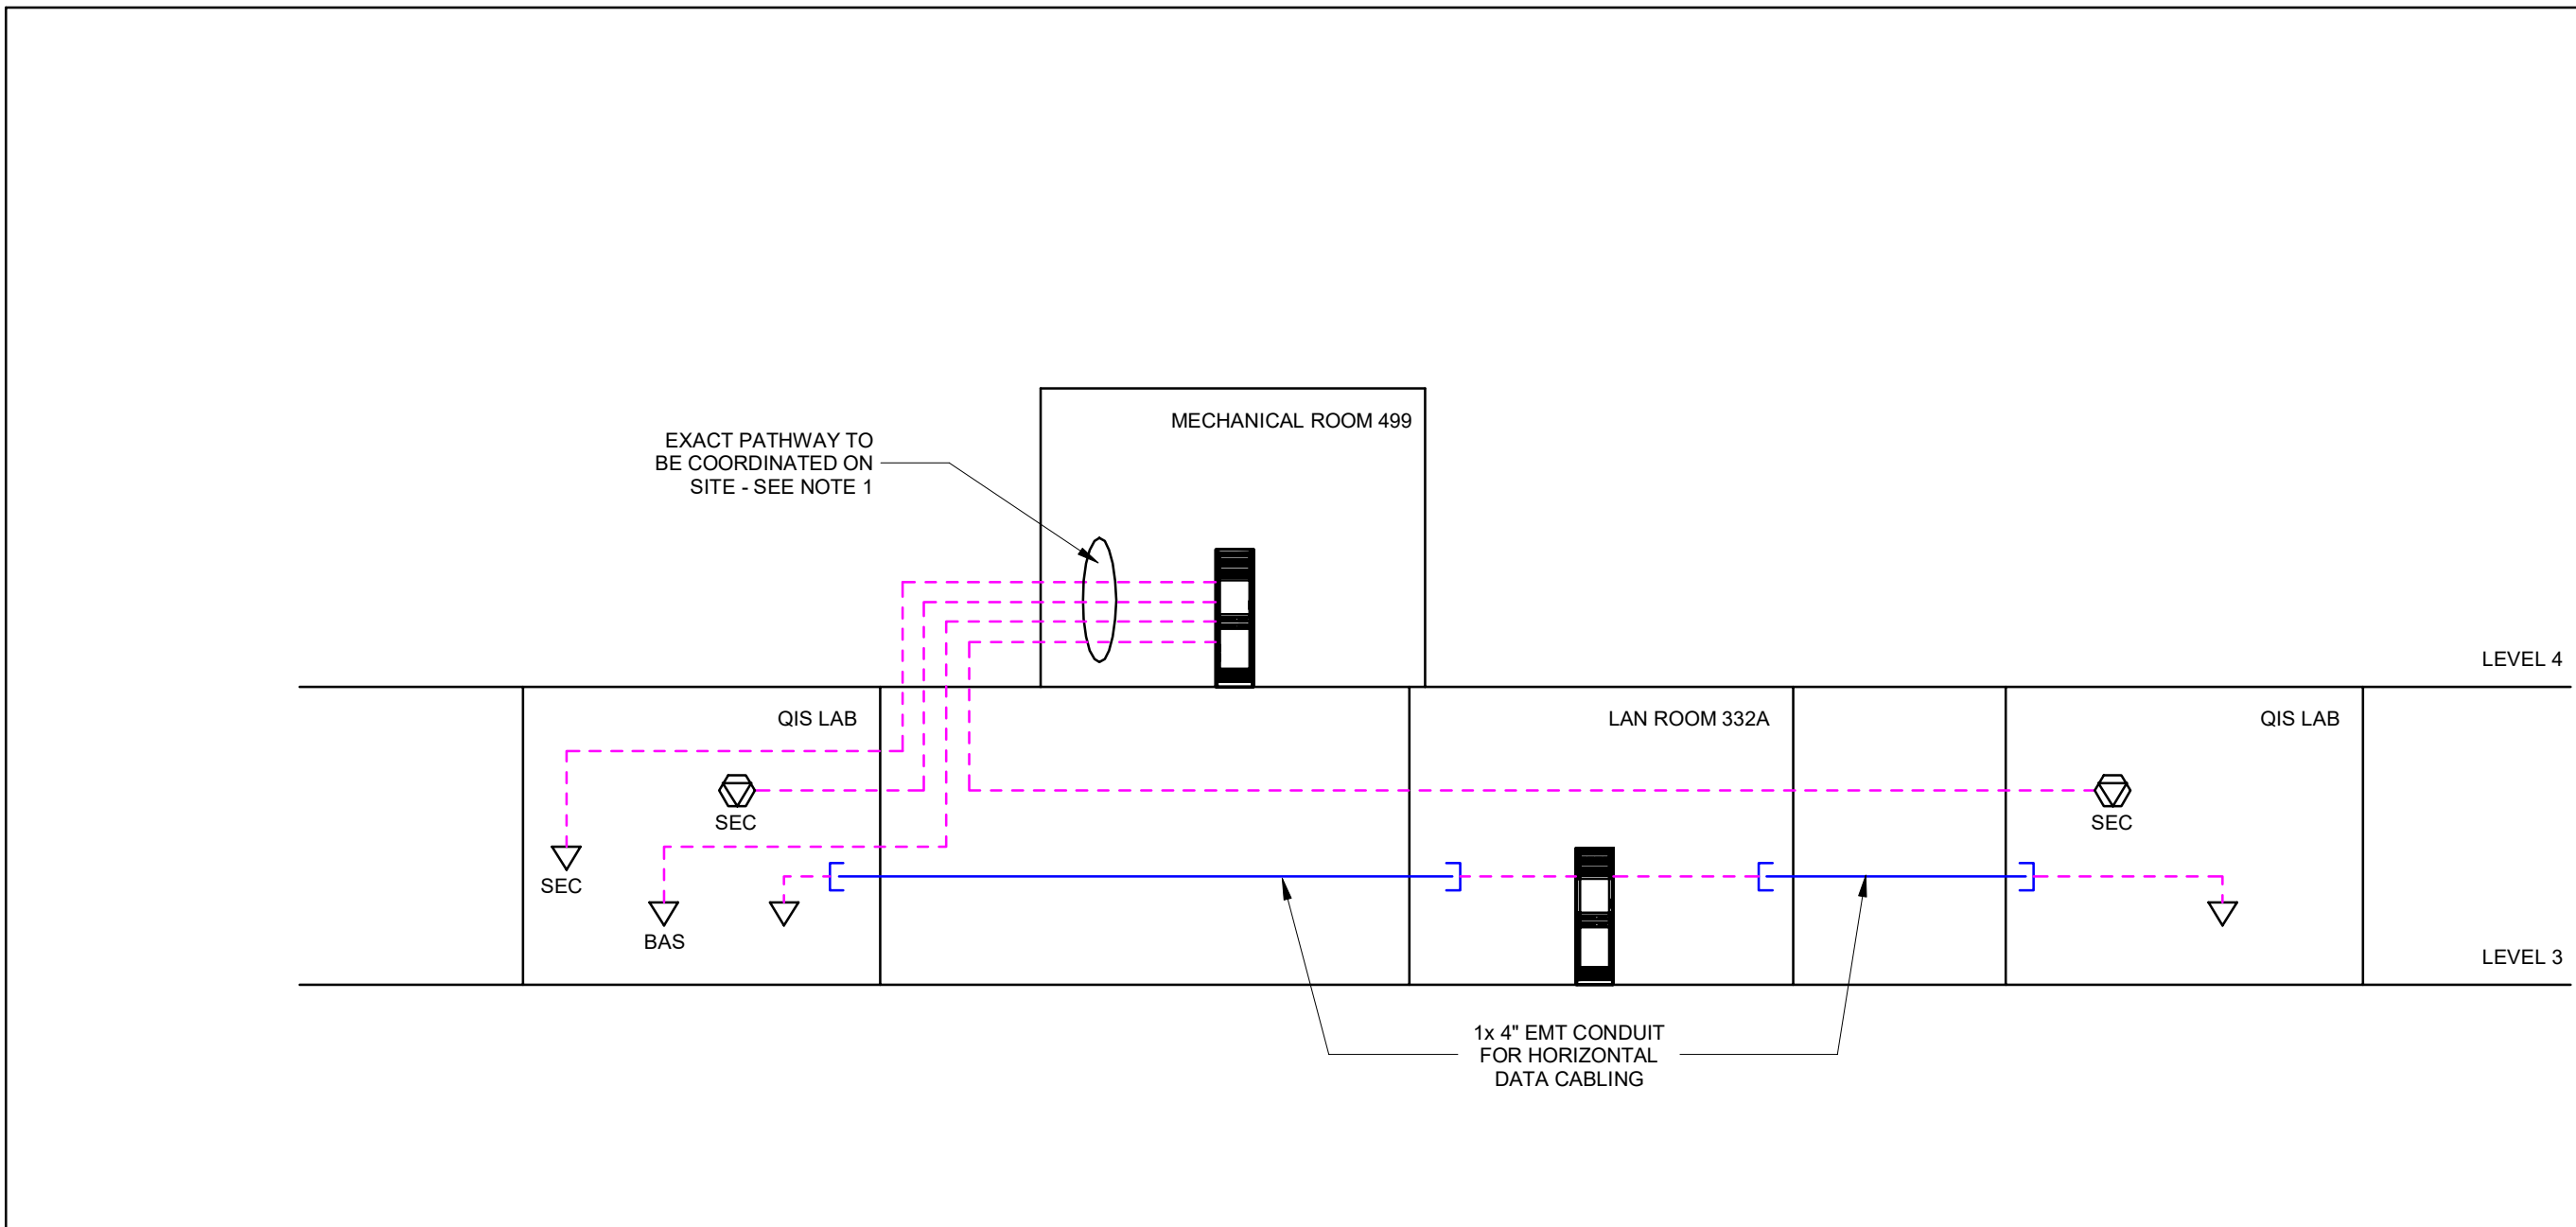 MECHANICAL ROOM 499
EXACT PATHWAY TO
BE COORDINATED ON
SITE - SEE NOTE 1
LEVEL 4
QIS LAB
LAN ROOM 332A
QIS LAB
SEC
SEC
SEC
BAS
LEVEL 3
1x 4" EMT CONDUIT
FOR HORIZONTAL
DATA CABLING